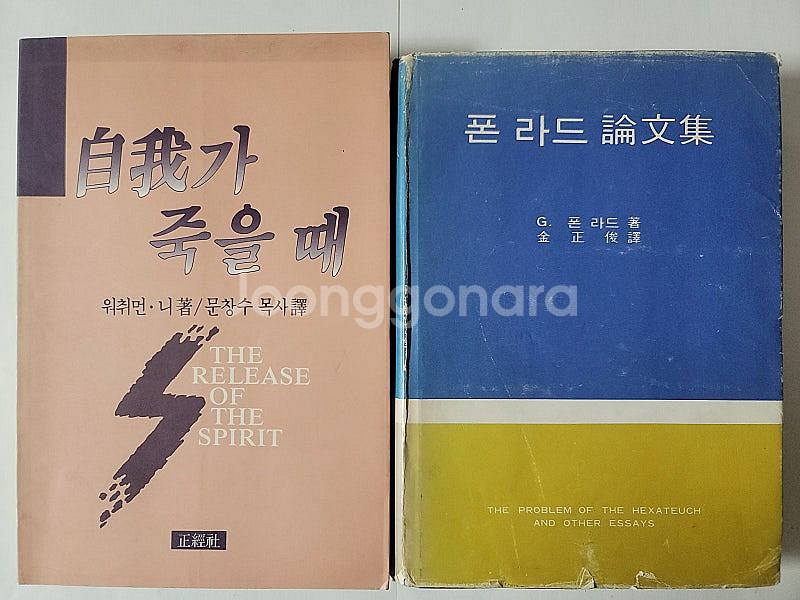 自我가
죽을 때
워취먼·니著/문창수 목사譯
THE
RELEASE
OF
THE
SPIRIT
正經社
폰 라드 論文集
G. 폰 라드 著
金正俊 譯
THE PROBLEM OF THE HEXATEUCH
AND OTHER ESSAYS
joonggonara